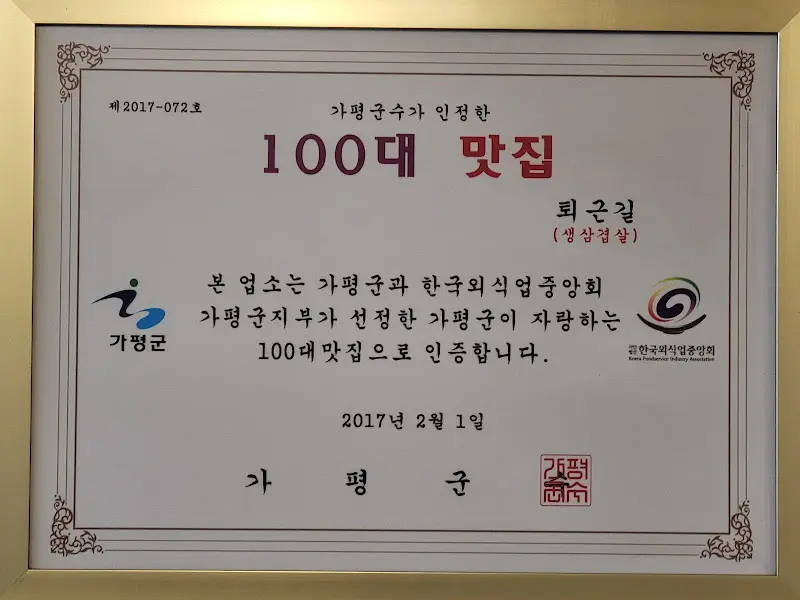 제2017-072호
가평군수가 인정한
100대 맛집
퇴근길
(생삼겹살)
본 업소는 가평군과 한국외식업중앙회
가평군지부가 선정한 가평군이 자랑하는
100대맛집으로 인증합니다.
가평군
한국외식업중앙회
Korea Foodservice Industry Association
2017년 2월 1일
가 평 군 수